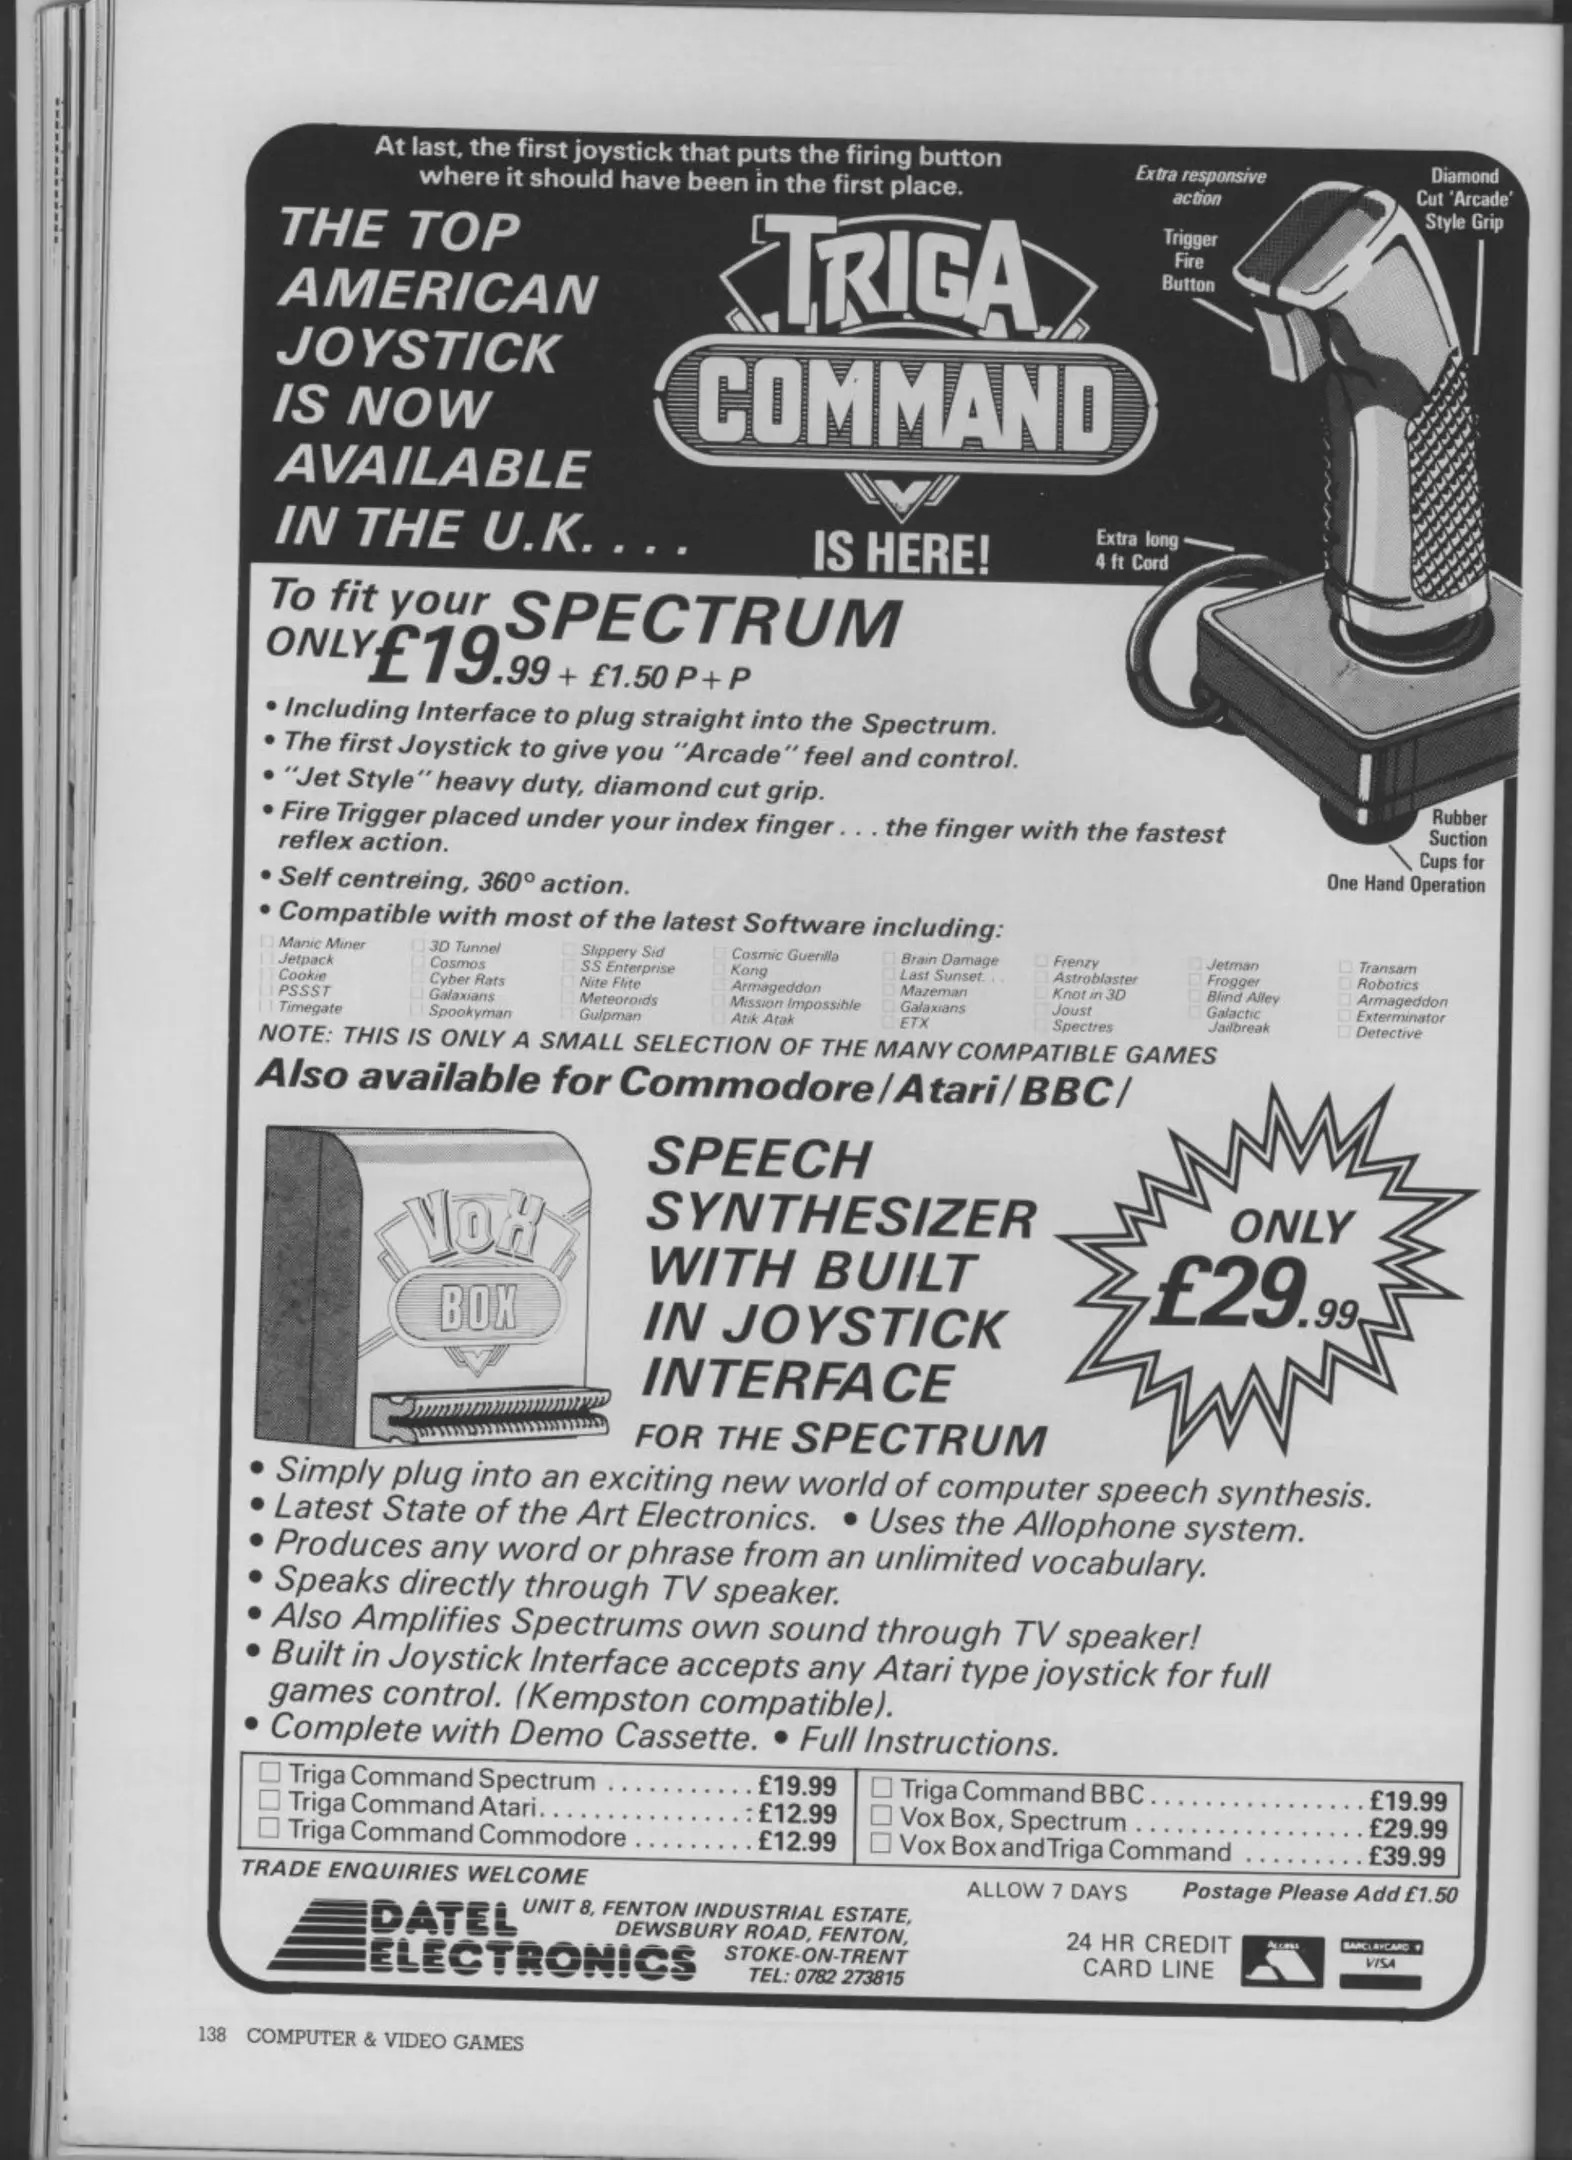 At last, the first joystick that puts the firing button
where it should have been in the first place.
THE TOP
AMERICAN
JOYSTICK
IS NOW
AVAILABLE
IN THE U.K. . . .
TRIGA
COMMAND
IS HERE!
Extra responsive
action
Trigger
Fire
Button
Diamond
Cut 'Arcade'
Style Grip
Extra long
4 ft Cord
Rubber
Suction
Cups for
One Hand Operation
To fit your SPECTRUM
ONLY £19.99 + £1.50 P+P
• Including Interface to plug straight into the Spectrum.
• The first Joystick to give you "Arcade" feel and control.
• "Jet Style" heavy duty, diamond cut grip.
• Fire Trigger placed under your index finger . . . the finger with the fastest
reflex action.
• Self centreing, 360° action.
• Compatible with most of the latest Software including:
Manic Miner
Jetpack
Cookie
PSSST
Timegate
3D Tunnel
Cosmos
Cyber Rats
Galaxians
Spookyman
Slippery Sid
SS Enterprise
Nite Flite
Meteoroids
Gulpman
Cosmic Guerilla
Kong
Armageddon
Mission Impossible
Atik Atak
Brain Damage
Last Sunset. . .
Mazeman
Galaxians
ETX
Frenzy
Astroblaster
Knot in 3D
Joust
Spectres
Jetman
Frogger
Blind Alley
Galactic
Jailbreak
Transam
Robotics
Armageddon
Exterminator
Detective
NOTE: THIS IS ONLY A SMALL SELECTION OF THE MANY COMPATIBLE GAMES
Also available for Commodore/Atari/BBC/
VOX
BOX
SPEECH
SYNTHESIZER
WITH BUILT
IN JOYSTICK
INTERFACE
FOR THE SPECTRUM
ONLY
£29.99
• Simply plug into an exciting new world of computer speech synthesis.
• Latest State of the Art Electronics. • Uses the Allophone system.
• Produces any word or phrase from an unlimited vocabulary.
• Speaks directly through TV speaker.
• Also Amplifies Spectrums own sound through TV speaker!
• Built in Joystick Interface accepts any Atari type joystick for full
games control. (Kempston compatible).
• Complete with Demo Cassette. • Full Instructions.
Triga Command Spectrum . . . . . . . . . . . £19.99
Triga Command Atari. . . . . . . . . . . . . . . : £12.99
Triga Command Commodore . . . . . . . . . £12.99
Triga Command BBC . . . . . . . . . . . . . . . . £19.99
Vox Box, Spectrum . . . . . . . . . . . . . . . . . £29.99
Vox Box and Triga Command . . . . . . . . . £39.99
TRADE ENQUIRIES WELCOME
ALLOW 7 DAYS Postage Please Add £1.50
DATEL
ELECTRONICS
UNIT 8, FENTON INDUSTRIAL ESTATE,
DEWSBURY ROAD, FENTON,
STOKE-ON-TRENT
TEL: 0782 273815
24 HR CREDIT
CARD LINE
Access
BARCLAYCARD
VISA
138 COMPUTER & VIDEO GAMES